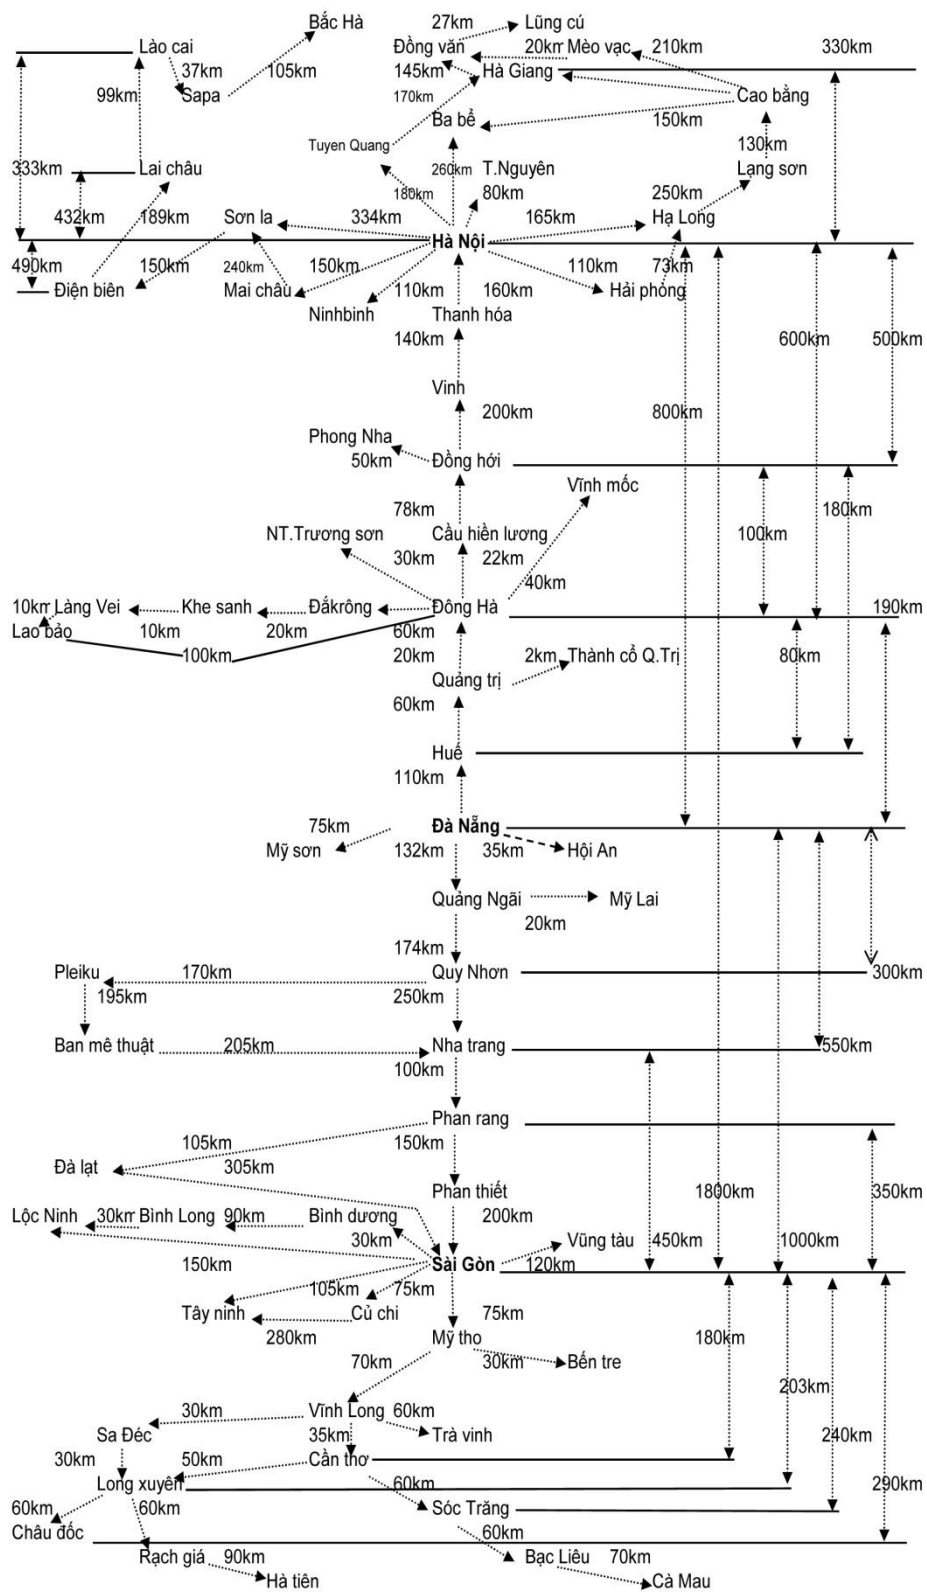 Bắc Hà 27km Lũng cú
Lào cai Đồng văn 20km Mèo vạc 210km 330km
37km 105km 145km Hà Giang
99km Sapa 170km Cao bằng
Ba bể 150km
Tuyen Quang 130km
333km Lai châu 260km T.Nguyên Lạng sơn
180km 80km 250km
432km 189km Sơn la 334km 165km Hạ Long
Hà Nội
490km 150km 240km 150km 110km 73km
Điện biên Mai châu 110km 160km Hải phòng
Ninhbinh Thanh hóa
140km 600km 500km
Vinh
200km 800km
Phong Nha
50km Đồng hới
Vĩnh mốc
78km 180km
NT.Trương sơn Cầu hiền lương 100km
30km 22km
40km
10km Làng Vei Khe sanh Đắkrông Đông Hà 190km
Lao bảo 10km 20km 60km
100km 20km 2km Thành cổ Q.Trị 80km
Quảng trị
60km
Huế
110km
75km Đà Nẵng
Mỹ sơn 132km 35km Hội An
Quảng Ngãi Mỹ Lai
20km
174km
Pleiku 170km Quy Nhơn 300km
195km 250km
Ban mê thuật 205km Nha trang 550km
100km
Phan rang
105km 150km
Đà lạt 305km
Phan thiết 1800km 350km
Lộc Ninh 30km Bình Long 90km Bình dương 200km
30km Vũng tàu 450km 1000km
150km Sài Gòn 120km
105km 75km
Tây ninh Củ chi 75km
280km Mỹ tho 180km
70km 30km Bến tre
203km
30km Vĩnh Long 60km
Sa Đéc 35km Trà vinh 240km
30km 50km Cần thơ
Long xuyên 60km 290km
60km 60km Sóc Trăng
Châu đốc 60km
Rạch giá 90km Bạc Liêu 70km
Hà tiên Cà Mau